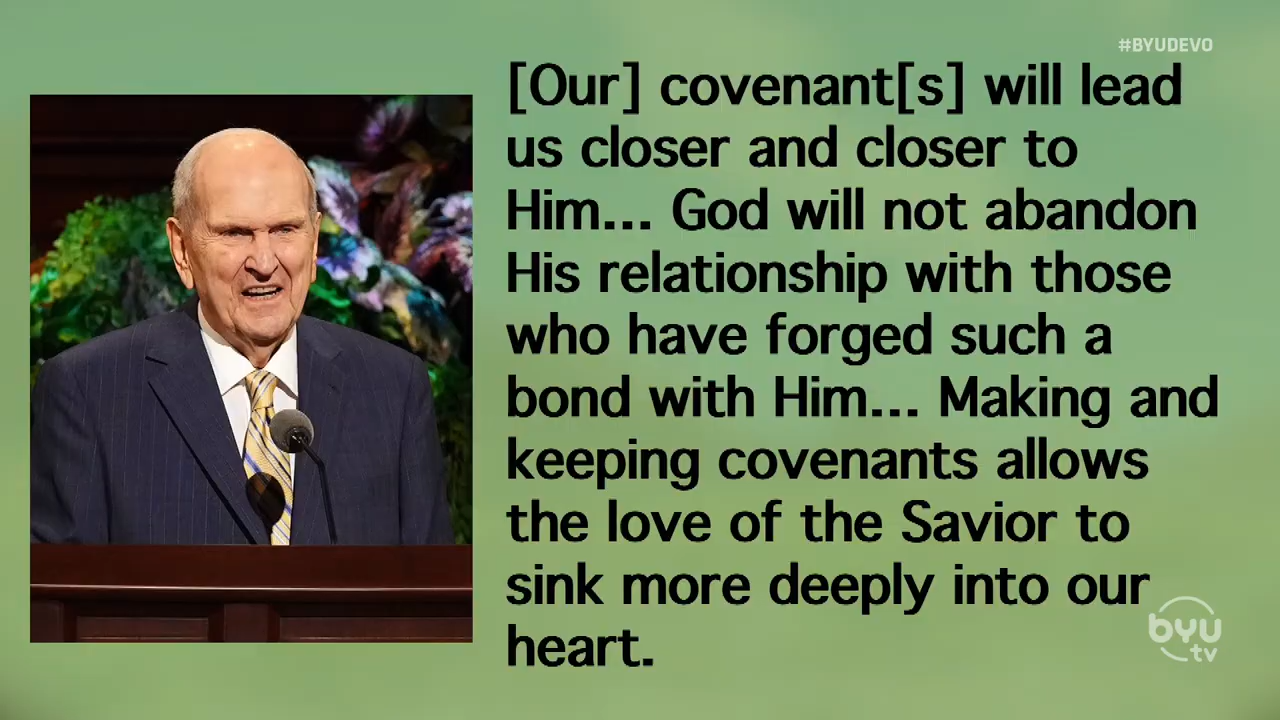 #BYUDEVO
[Our] covenant[s] will lead
us closer and closer to
Him... God will not abandon
His relationship with those
who have forged such a
bond with Him... Making and
keeping covenants allows
the love of the Savior to
sink more deeply into our
heart.
byu
tv